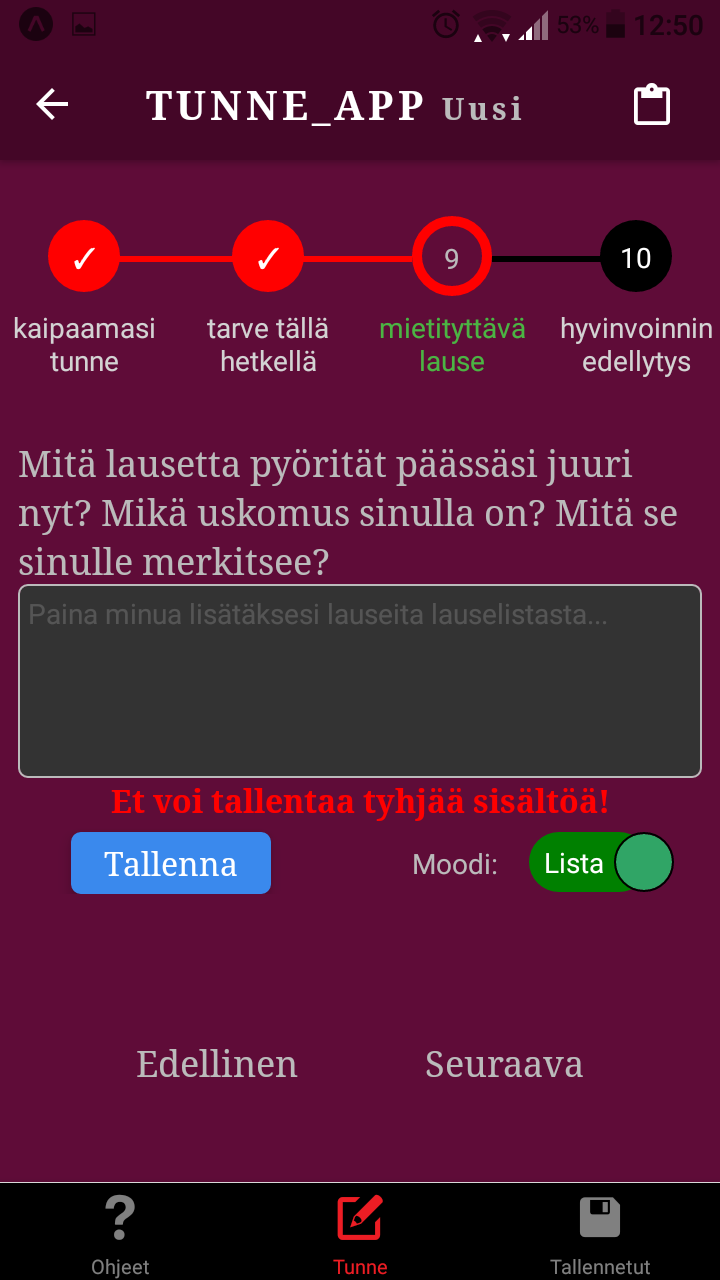 53% 12:50
TUNNE_APP Uusi
✓ ✓ 9 10
kaipaamasi tarve tällä mietityttävä hyvinvoinnin
tunne hetkellä lause edellytys
Mitä lausetta pyörität päässäsi juuri
nyt? Mikä uskomus sinulla on? Mitä se
sinulle merkitsee?
Paina minua lisätäksesi lauseita lauselistasta...
Et voi tallentaa tyhjää sisältöä!
Tallenna Moodi: Lista
Edellinen Seuraava
Ohjeet Tunne Tallennetut